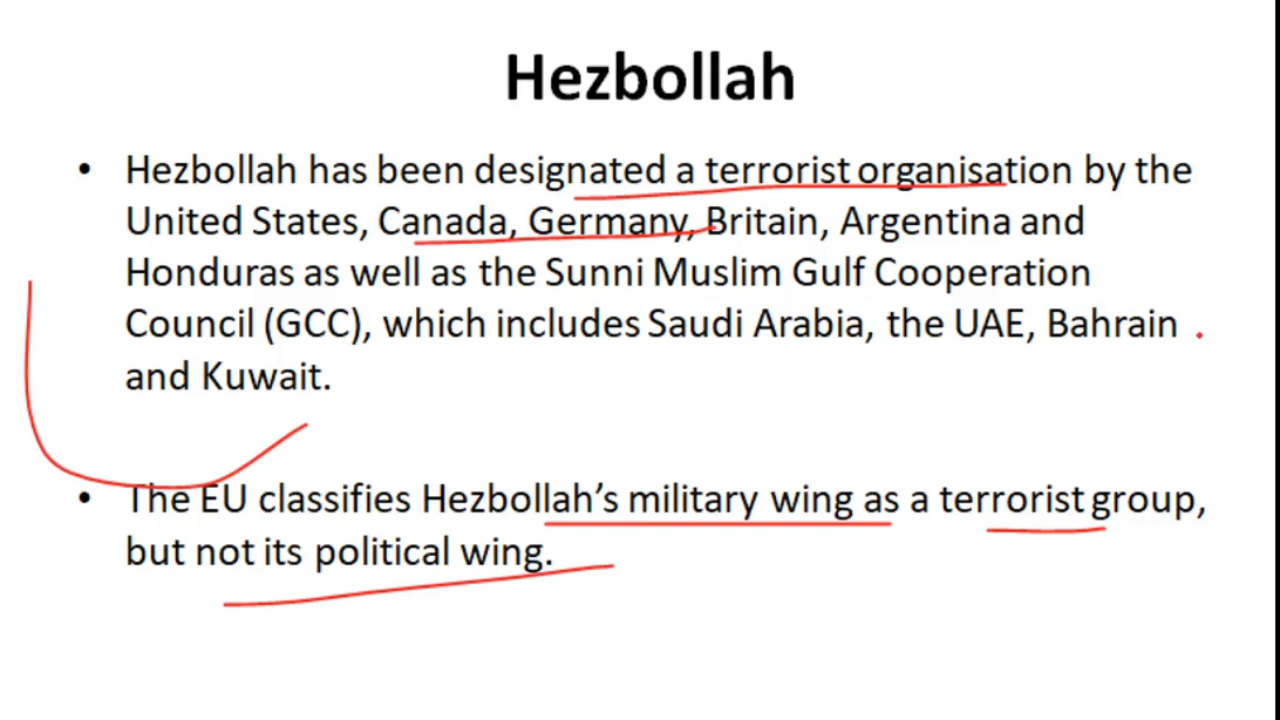 Hezbollah
• Hezbollah has been designated a terrorist organisation by the
United States, Canada, Germany, Britain, Argentina and
Honduras as well as the Sunni Muslim Gulf Cooperation
Council (GCC), which includes Saudi Arabia, the UAE, Bahrain
and Kuwait.
• The EU classifies Hezbollah’s military wing as a terrorist group,
but not its political wing.